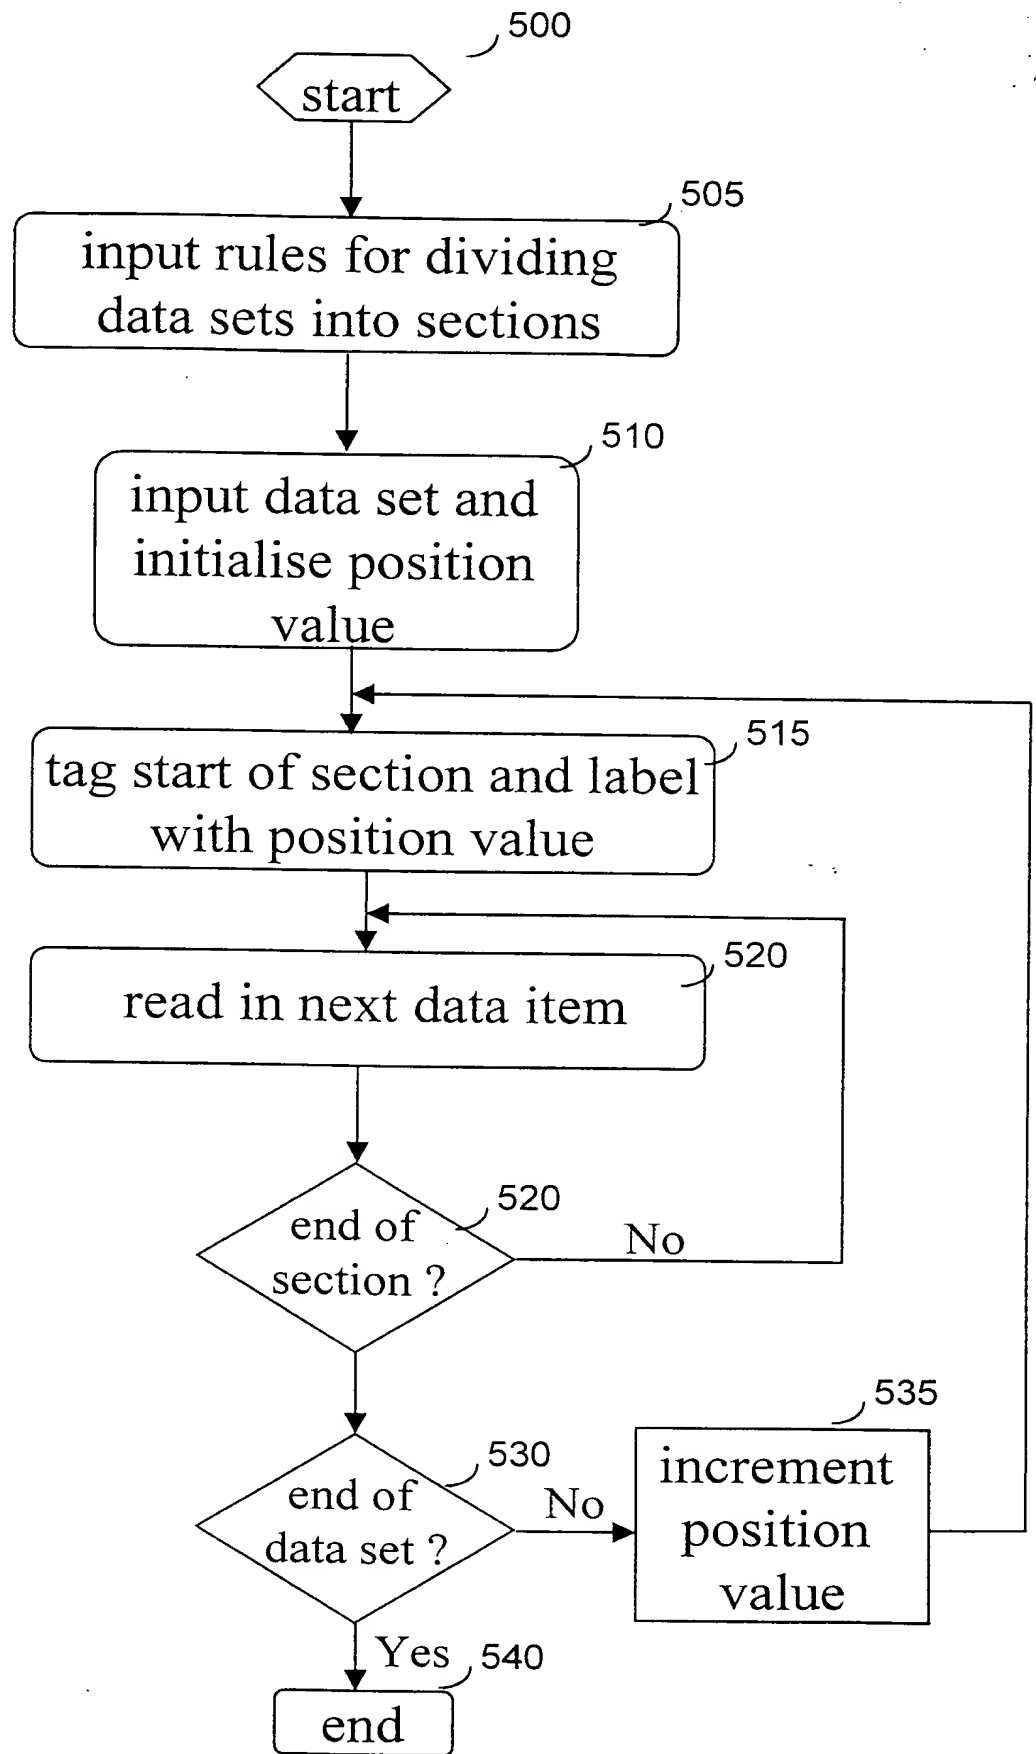 500
start
505
input rules for dividing
data sets into sections
510
input data set and
initialise position
value
515
tag start of section and label
with position value
520
read in next data item
520
end of
section ?
No
530
end of
data set ?
No
535
increment
position
value
Yes
540
end